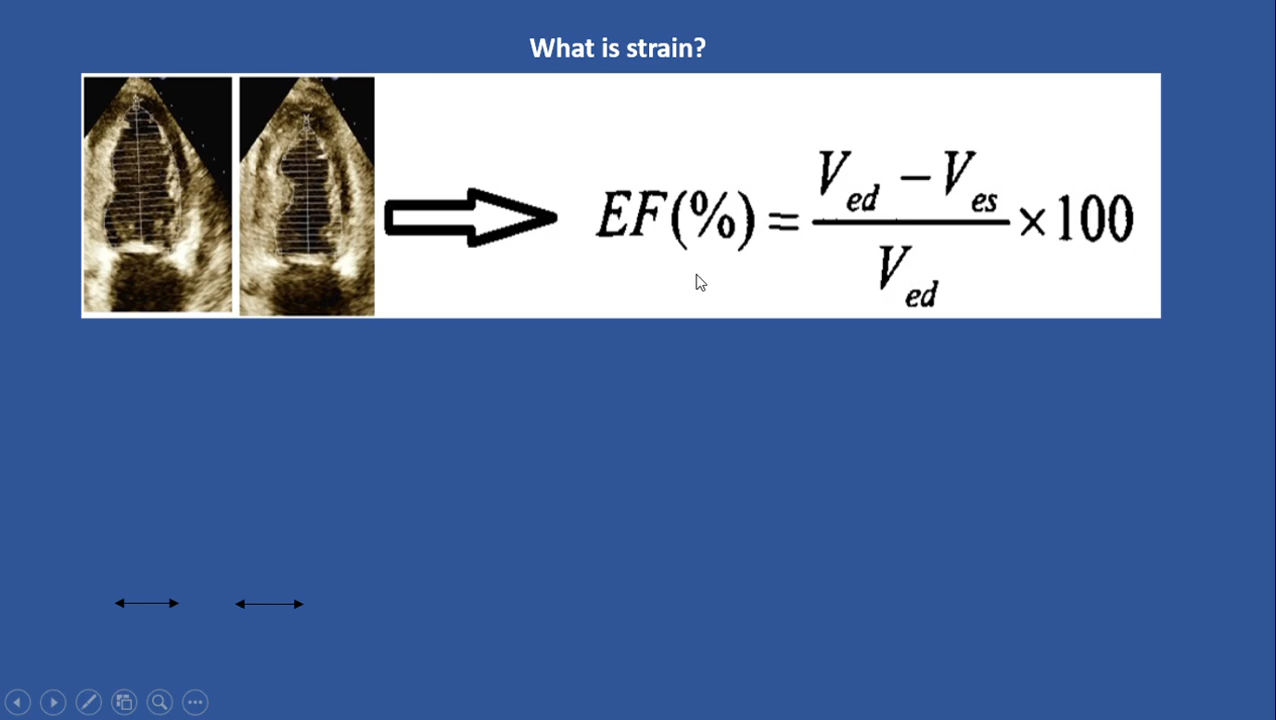 What is strain?
EF(%) = (V_ed − V_es) / V_ed × 100